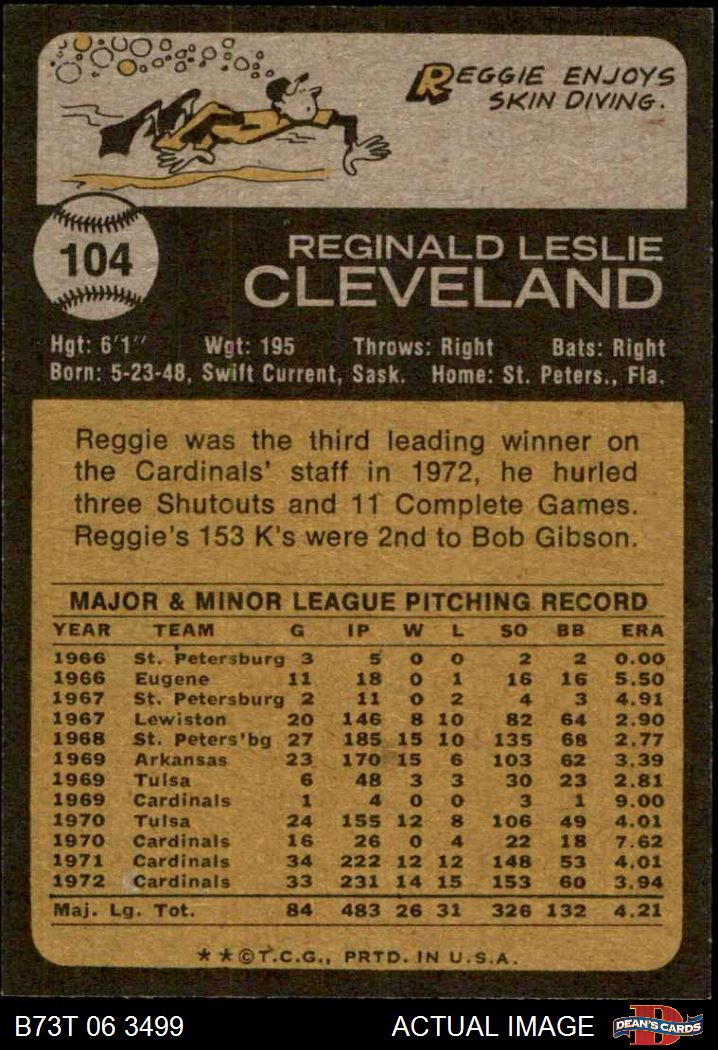 REGGIE ENJOYS
SKIN DIVING.
104
REGINALD LESLIE
CLEVELAND
Hgt: 6'1" Wgt: 195 Throws: Right Bats: Right
Born: 5-23-48, Swift Current, Sask. Home: St. Peters., Fla.
Reggie was the third leading winner on
the Cardinals' staff in 1972, he hurled
three Shutouts and 11 Complete Games.
Reggie's 153 K's were 2nd to Bob Gibson.
MAJOR & MINOR LEAGUE PITCHING RECORD
YEAR TEAM G IP W L SO BB ERA
1966 St. Petersburg 3 5 0 0 2 2 0.00
1966 Eugene 11 18 0 1 16 16 5.50
1967 St. Petersburg 2 11 0 2 4 3 4.91
1967 Lewiston 20 146 8 10 82 64 2.90
1968 St. Peters'bg 27 185 15 10 135 68 2.77
1969 Arkansas 23 170 15 6 103 62 3.39
1969 Tulsa 6 48 3 3 30 23 2.81
1969 Cardinals 1 4 0 0 3 1 9.00
1970 Tulsa 24 155 12 8 106 49 4.01
1970 Cardinals 16 26 0 4 22 18 7.62
1971 Cardinals 34 222 12 12 148 53 4.01
1972 Cardinals 33 231 14 15 153 60 3.94
Maj. Lg. Tot. 84 483 26 31 326 132 4.21
**©T.C.G., PRTD. IN U.S.A.
B73T 06 3499 ACTUAL IMAGE DEAN'S CARDS